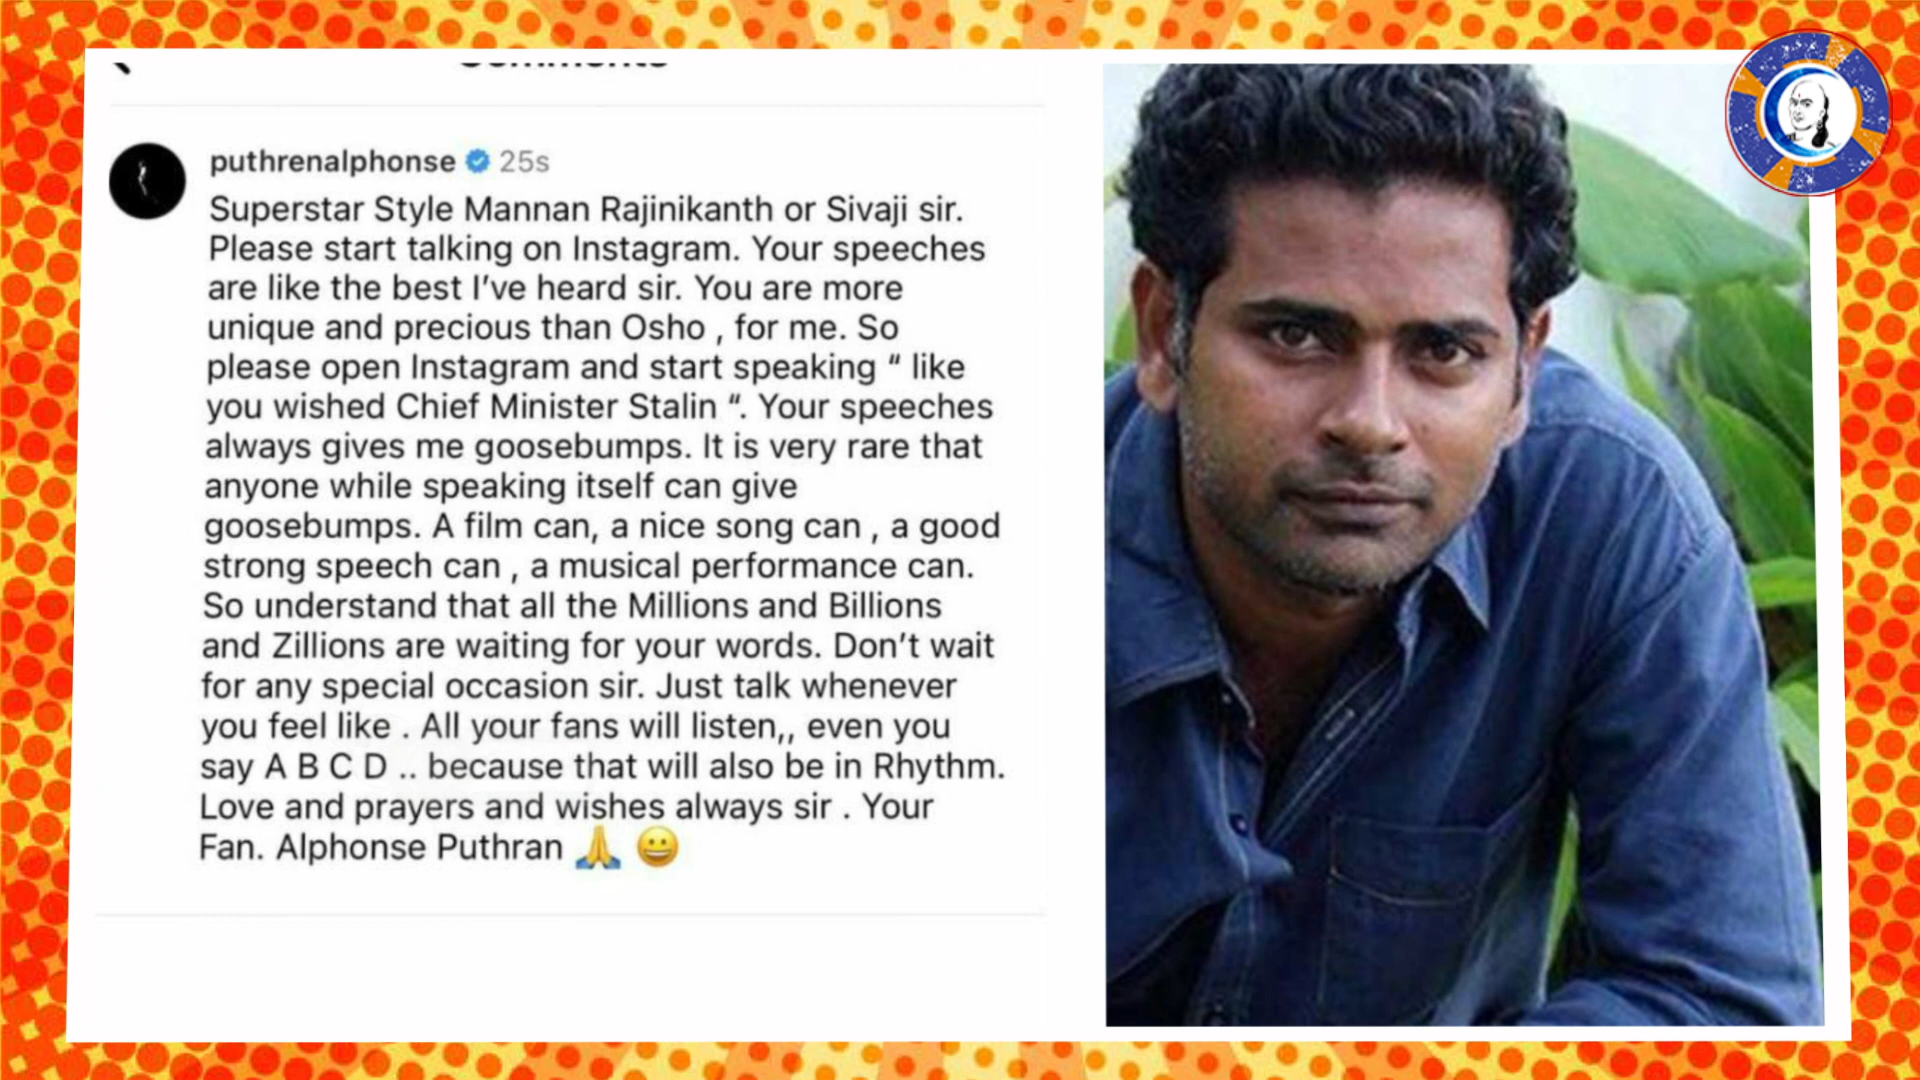 Comments
puthrenalphonse 25s
Superstar Style Mannan Rajinikanth or Sivaji sir.
Please start talking on Instagram. Your speeches
are like the best I’ve heard sir. You are more
unique and precious than Osho , for me. So
please open Instagram and start speaking “ like
you wished Chief Minister Stalin “. Your speeches
always gives me goosebumps. It is very rare that
anyone while speaking itself can give
goosebumps. A film can, a nice song can , a good
strong speech can , a musical performance can.
So understand that all the Millions and Billions
and Zillions are waiting for your words. Don’t wait
for any special occasion sir. Just talk whenever
you feel like . All your fans will listen,, even you
say A B C D .. because that will also be in Rhythm.
Love and prayers and wishes always sir . Your
Fan. Alphonse Puthran 🙏 😀